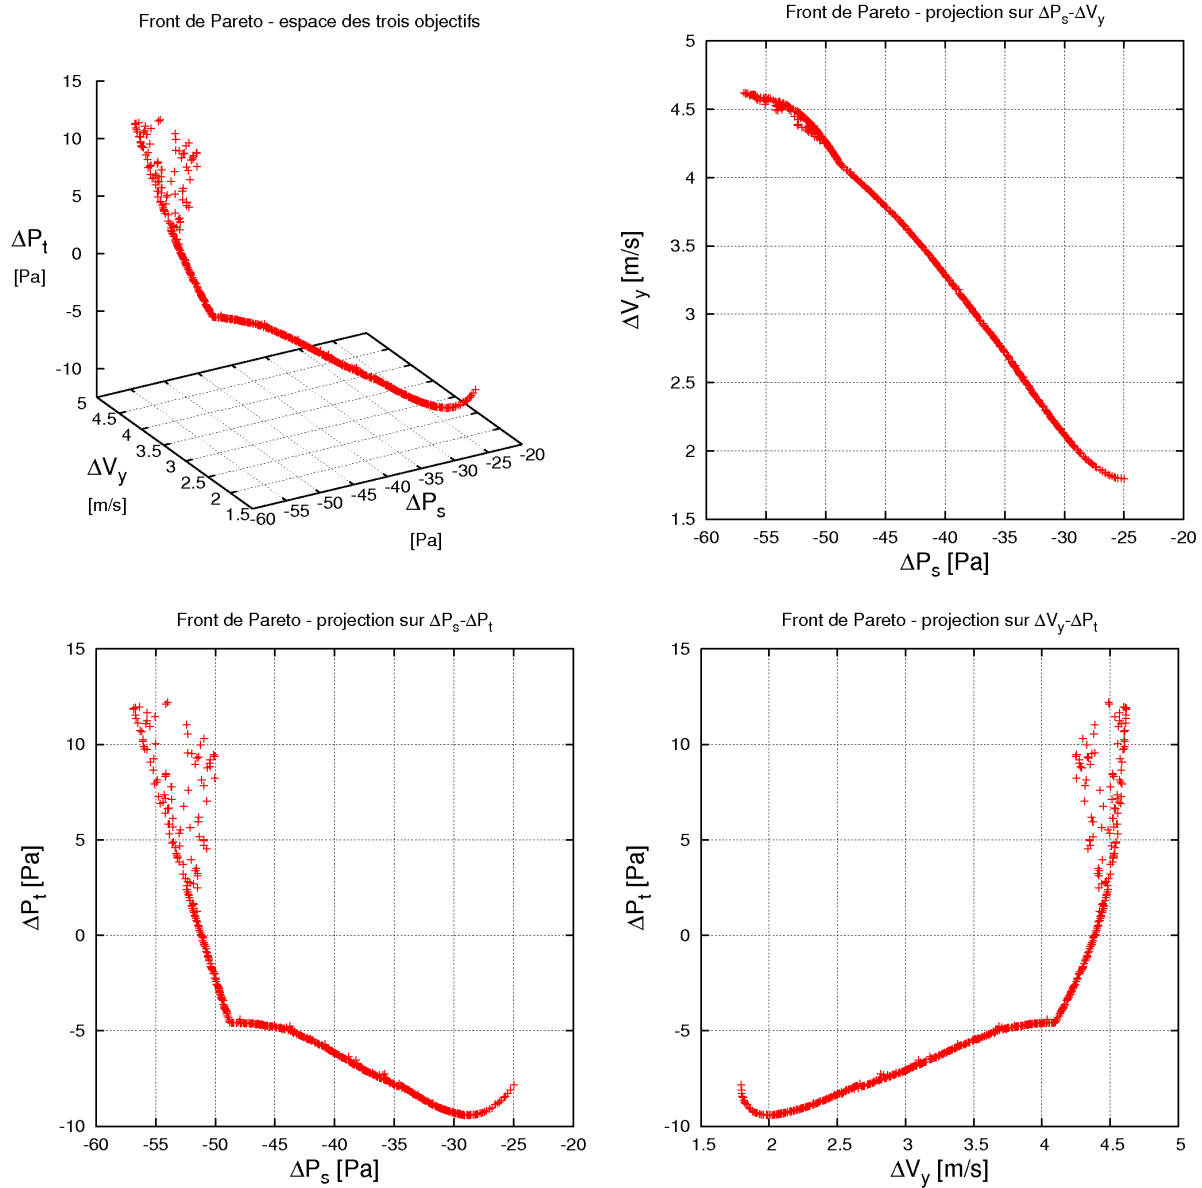 Front de Pareto - espace des trois objectifs
15
10
5
0
-5
-10
ΔPt
[Pa]
5
4.5
4
3.5
3
2.5
2
1.5
ΔVy
[m/s]
-60
-55
-50
-45
-40
-35
-30
-25
-20
ΔPs
[Pa]
Front de Pareto - projection sur ΔPs-ΔVy
5
4.5
4
3.5
3
2.5
2
1.5
ΔVy [m/s]
-60 -55 -50 -45 -40 -35 -30 -25 -20
ΔPs [Pa]
Front de Pareto - projection sur ΔPs-ΔPt
15
10
5
0
-5
-10
ΔPt [Pa]
-60 -55 -50 -45 -40 -35 -30 -25 -20
ΔPs [Pa]
Front de Pareto - projection sur ΔVy-ΔPt
15
10
5
0
-5
-10
ΔPt [Pa]
1.5 2 2.5 3 3.5 4 4.5 5
ΔVy [m/s]